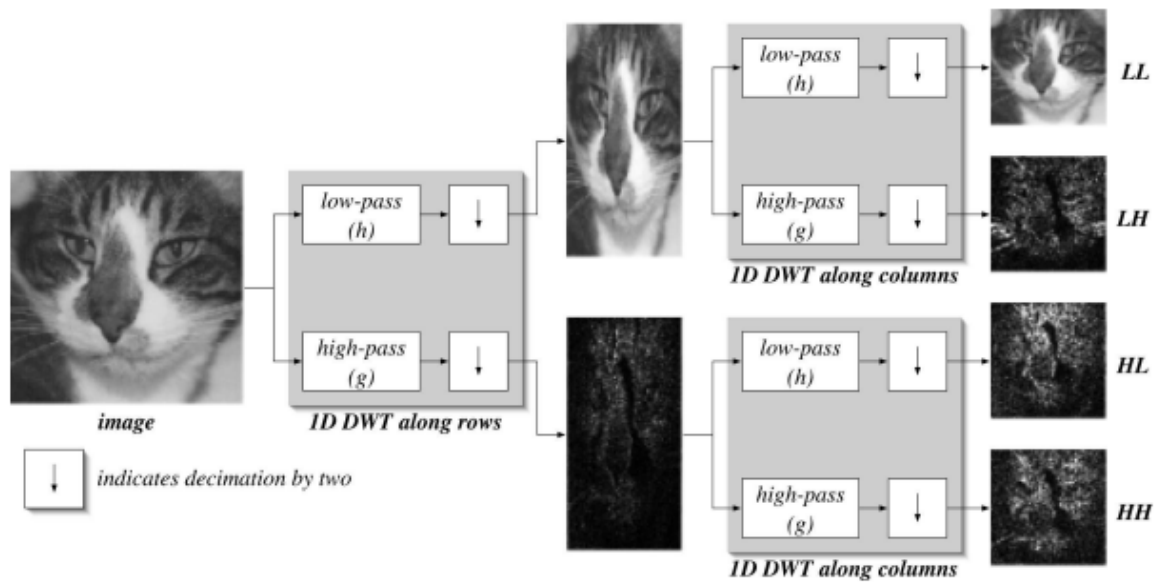 image
indicates decimation by two
low-pass
(h)
high-pass
(g)
1D DWT along rows
low-pass
(h)
high-pass
(g)
1D DWT along columns
low-pass
(h)
high-pass
(g)
1D DWT along columns
LL
LH
HL
HH